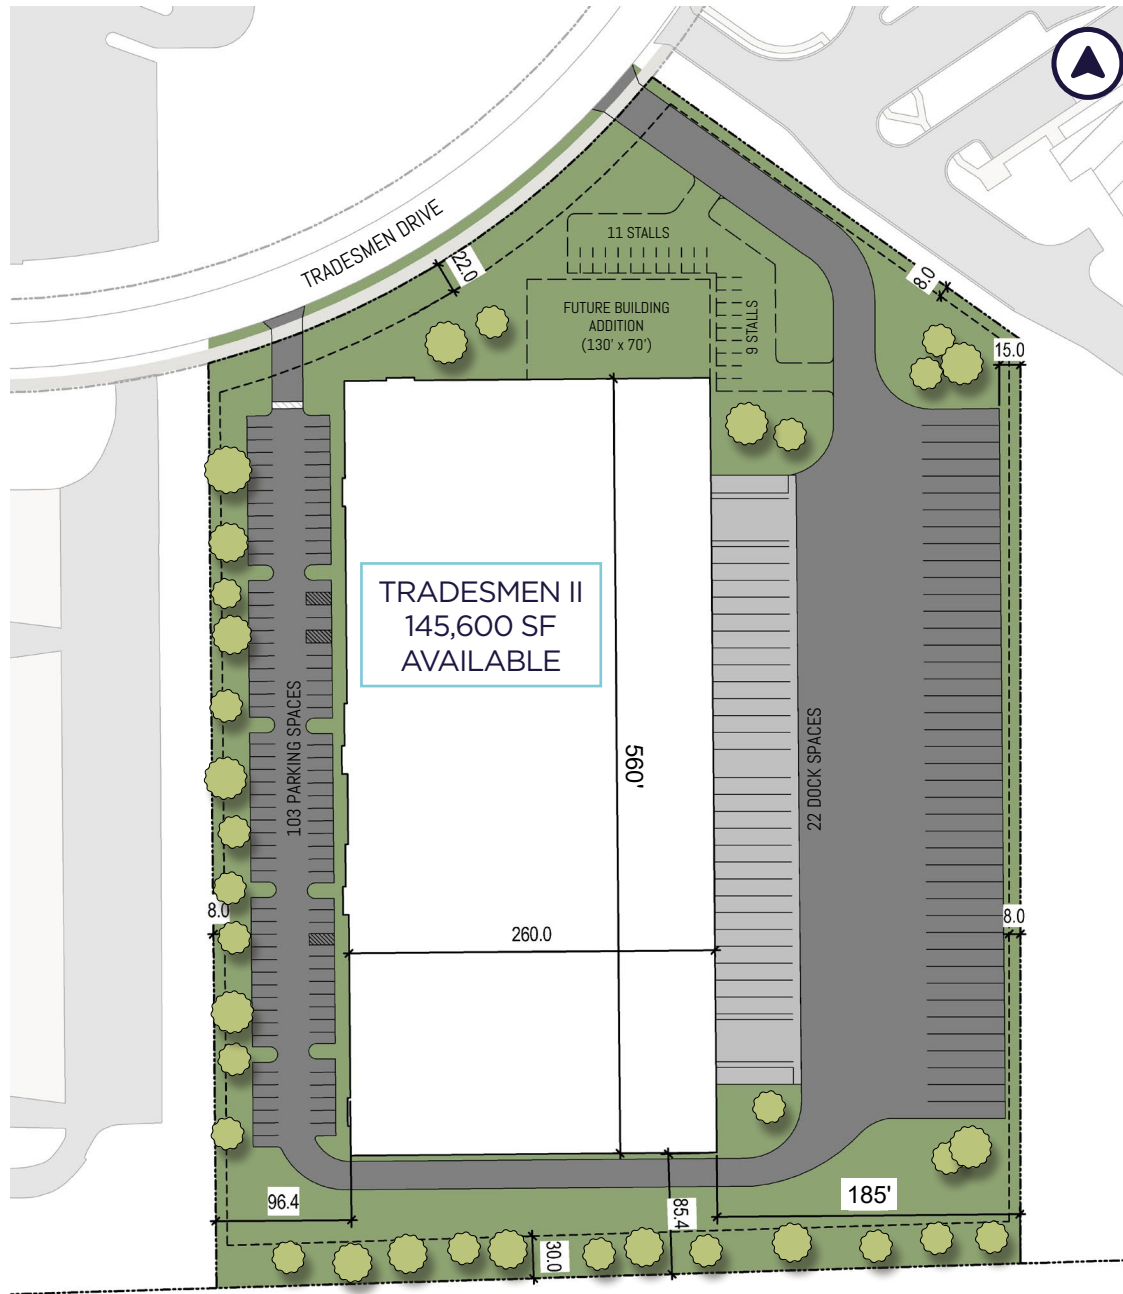 TRADESMEN DRIVE
22.0
11 STALLS
FUTURE BUILDING
ADDITION
(130' x 70')
9 STALLS
8.0
15.0
TRADESMEN II
145,600 SF
AVAILABLE
103 PARKING SPACES
560'
22 DOCK SPACES
8.0
260.0
8.0
96.4
85.4
185'
30.0